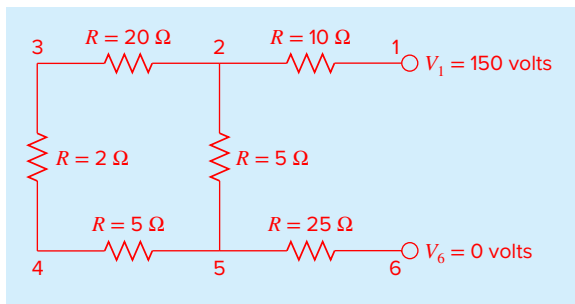 3 R = 20 Ω 2 R = 10 Ω 1
V₁ = 150 volts
R = 2 Ω R = 5 Ω
R = 5 Ω R = 25 Ω
V₆ = 0 volts
4 5 6